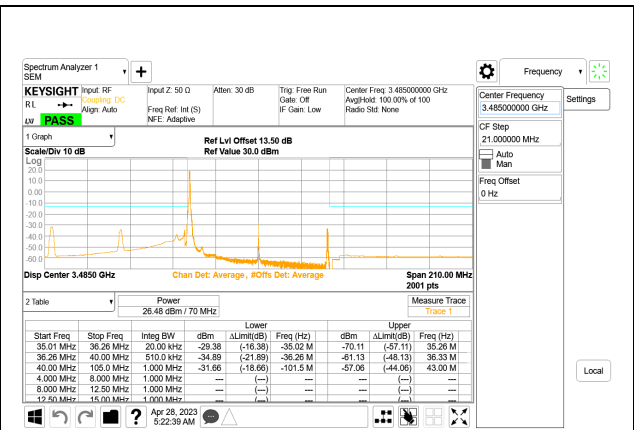 Spectrum Analyzer 1
SEM
Frequency
KEYSIGHT Input: RF Input Z: 50 Ω Atten: 30 dB Trig: Free Run Center Freq: 3.485000000 GHz
RL Coupling: DC Gate: Off Avg|Hold: 100.00% of 100
Align: Auto Freq Ref: Int (S) IF Gain: Low Radio Std: None
LXI PASS NFE: Adaptive
Center Frequency
3.485000000 GHz
Settings
CF Step
21.000000 MHz
Auto
Man
Freq Offset
0 Hz
1 Graph
Ref Lvl Offset 13.50 dB
Scale/Div 10 dB Ref Value 30.0 dBm
Log
20.0
10.0
0.00
-10.0
-20.0
-30.0
-40.0
-50.0
-60.0
Disp Center 3.4850 GHz Chan Det: Average , #Offs Det: Average Span 210.00 MHz
2001 pts
2 Table Power Measure Trace
26.48 dBm / 70 MHz Trace 1
Lower Upper
Start Freq Stop Freq Integ BW dBm ΔLimit(dB) Freq (Hz) dBm ΔLimit(dB) Freq (Hz)
35.01 MHz 36.26 MHz 20.00 kHz -29.38 (-16.38) -35.02 M -70.11 (-57.11) 35.26 M
36.26 MHz 40.00 MHz 510.0 kHz -34.89 (-21.89) -36.26 M -61.13 (-48.13) 36.33 M
40.00 MHz 105.0 MHz 1.000 MHz -31.66 (-18.66) -101.5 M -57.06 (-44.06) 43.00 M
4.000 MHz 8.000 MHz 1.000 MHz --- (---) --- --- (---) ---
8.000 MHz 12.50 MHz 1.000 MHz --- (---) --- --- (---) ---
12.50 MHz 15.00 MHz 1.000 MHz --- (---) --- --- (---) ---
Local
? Apr 28, 2023
5:22:39 AM